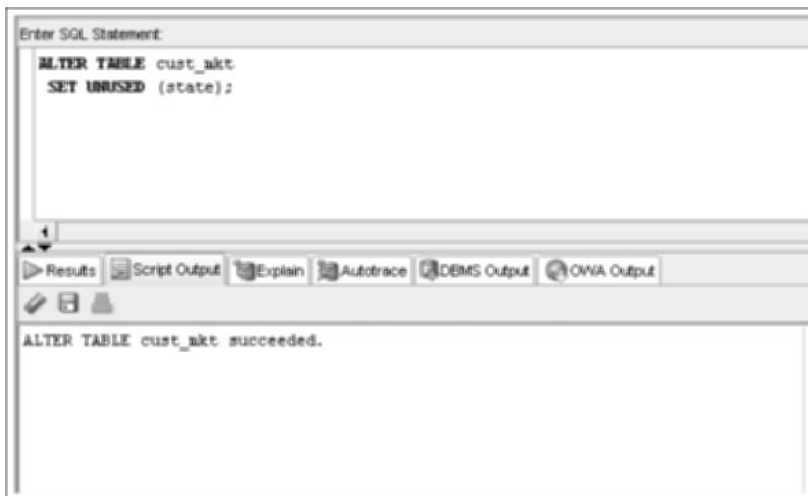 Enter SQL Statement:
ALTER TABLE cust_mkt
SET UNUSED (state);
Results Script Output Explain Autotrace DBMS Output OWA Output
ALTER TABLE cust_mkt succeeded.